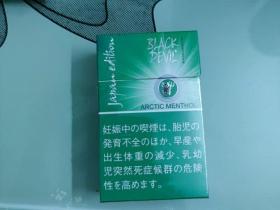 Japan edition
BLACK
DEVIL
ARCTIC MENTHOL
妊娠中の喫煙は、胎児の
発育不全のほか、早産や
出生体重の減少、乳幼
児突然死症候群の危険
性を高めます。